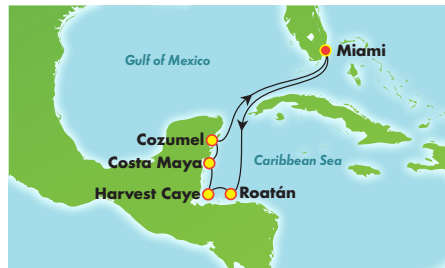 Miami
Gulf of Mexico
Cozumel
Costa Maya
Caribbean Sea
Harvest Caye
Roatán